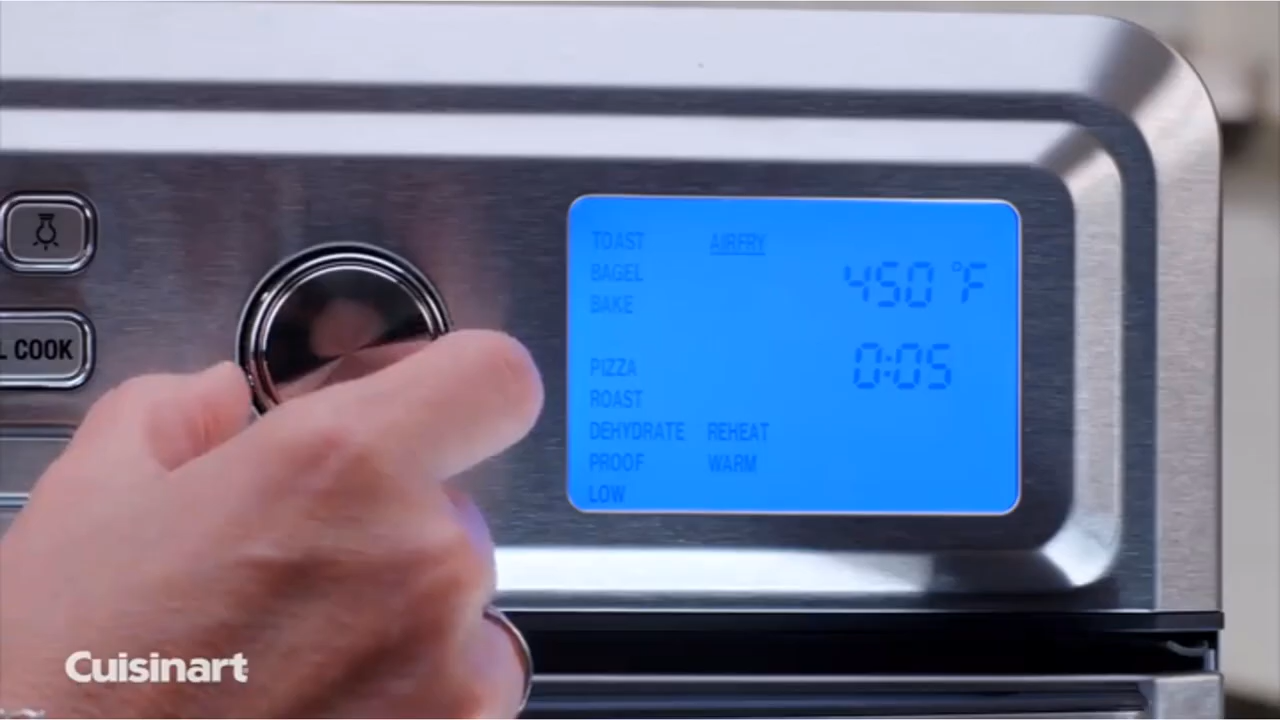 TOAST AIRFRY
BAGEL
450 °F
BAKE
L COOK
0:05
PIZZA
ROAST
DEHYDRATE REHEAT
PROOF WARM
LOW
Cuisinart